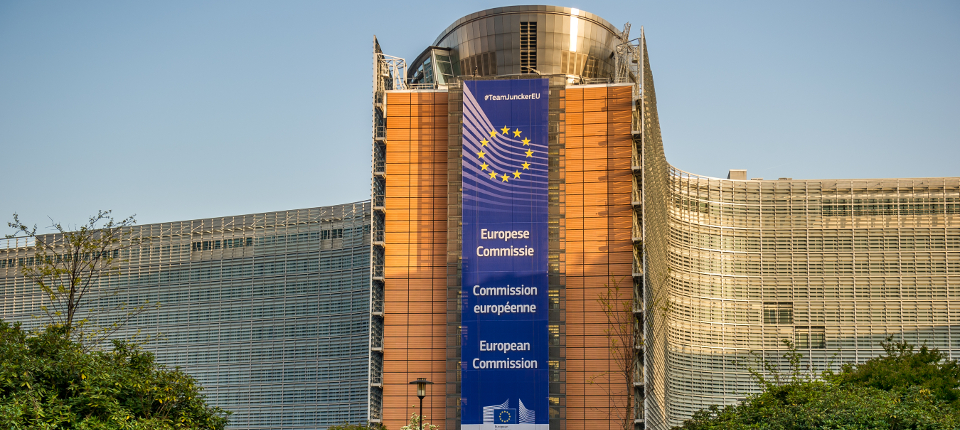 #TeamJunckerEU
Europese
Commissie
Commission
européenne
European
Commission